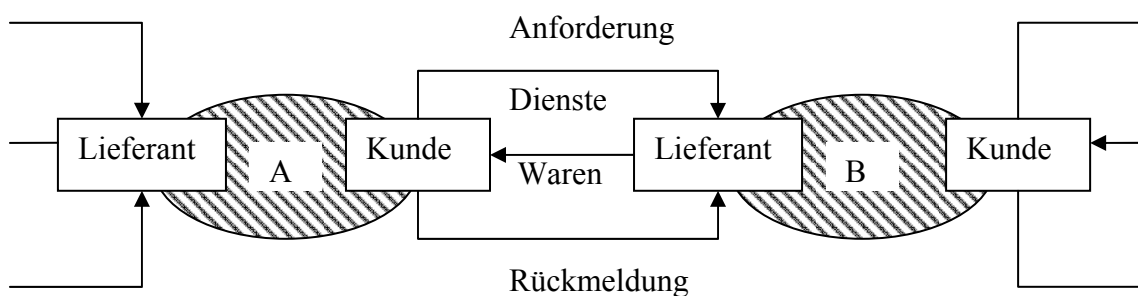 Anforderung
Dienste
Lieferant
A
Kunde
Waren
Lieferant
B
Kunde
Rückmeldung